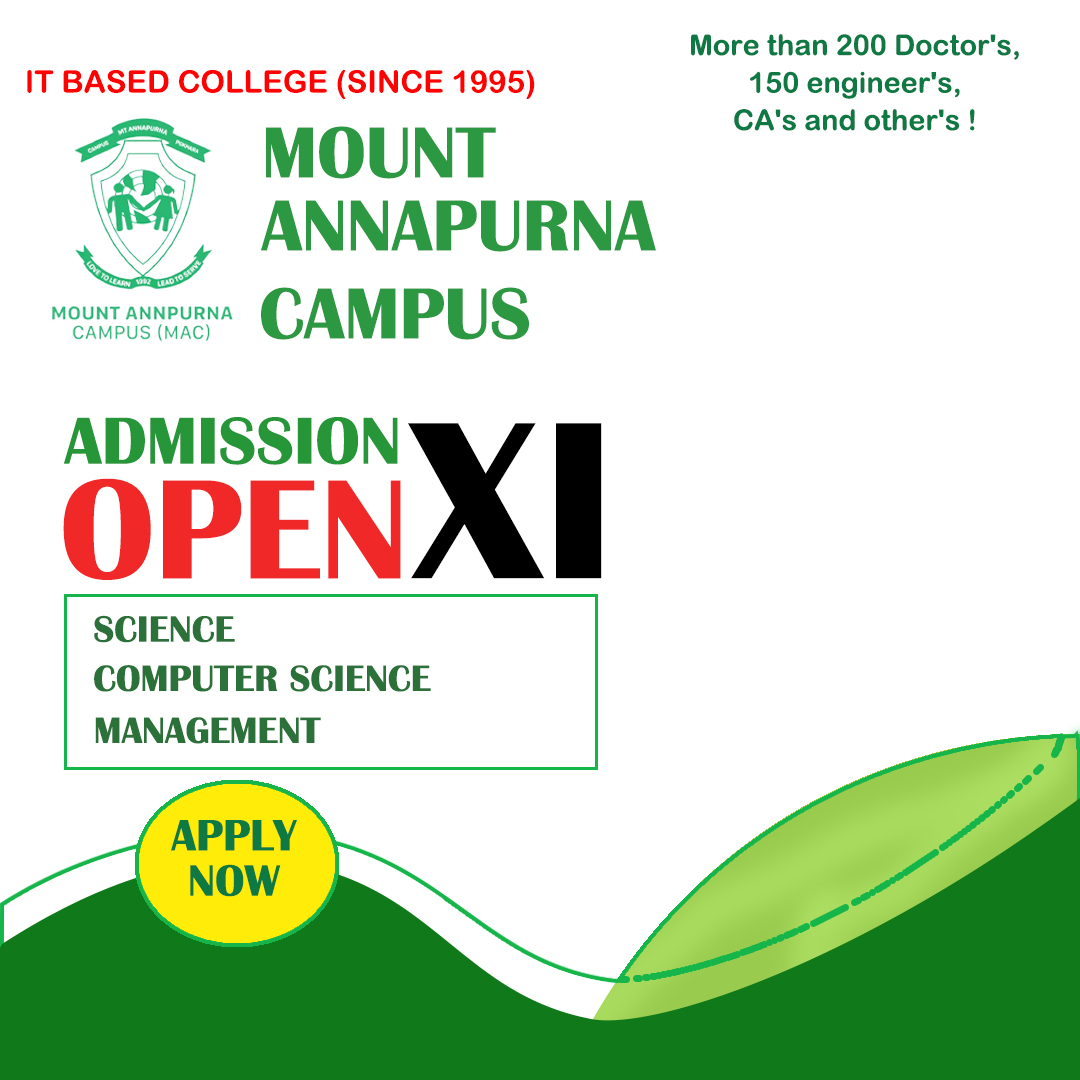 More than 200 Doctor's,
150 engineer's,
CA's and other's !
IT BASED COLLEGE (SINCE 1995)
CAMPUS MT ANNAPURNA POKHARA
LOVE TO LEARN 1992 LEAD TO SERVE
MOUNT ANNPURNA
CAMPUS (MAC)
MOUNT
ANNAPURNA
CAMPUS
ADMISSION
OPEN XI
SCIENCE
COMPUTER SCIENCE
MANAGEMENT
APPLY
NOW